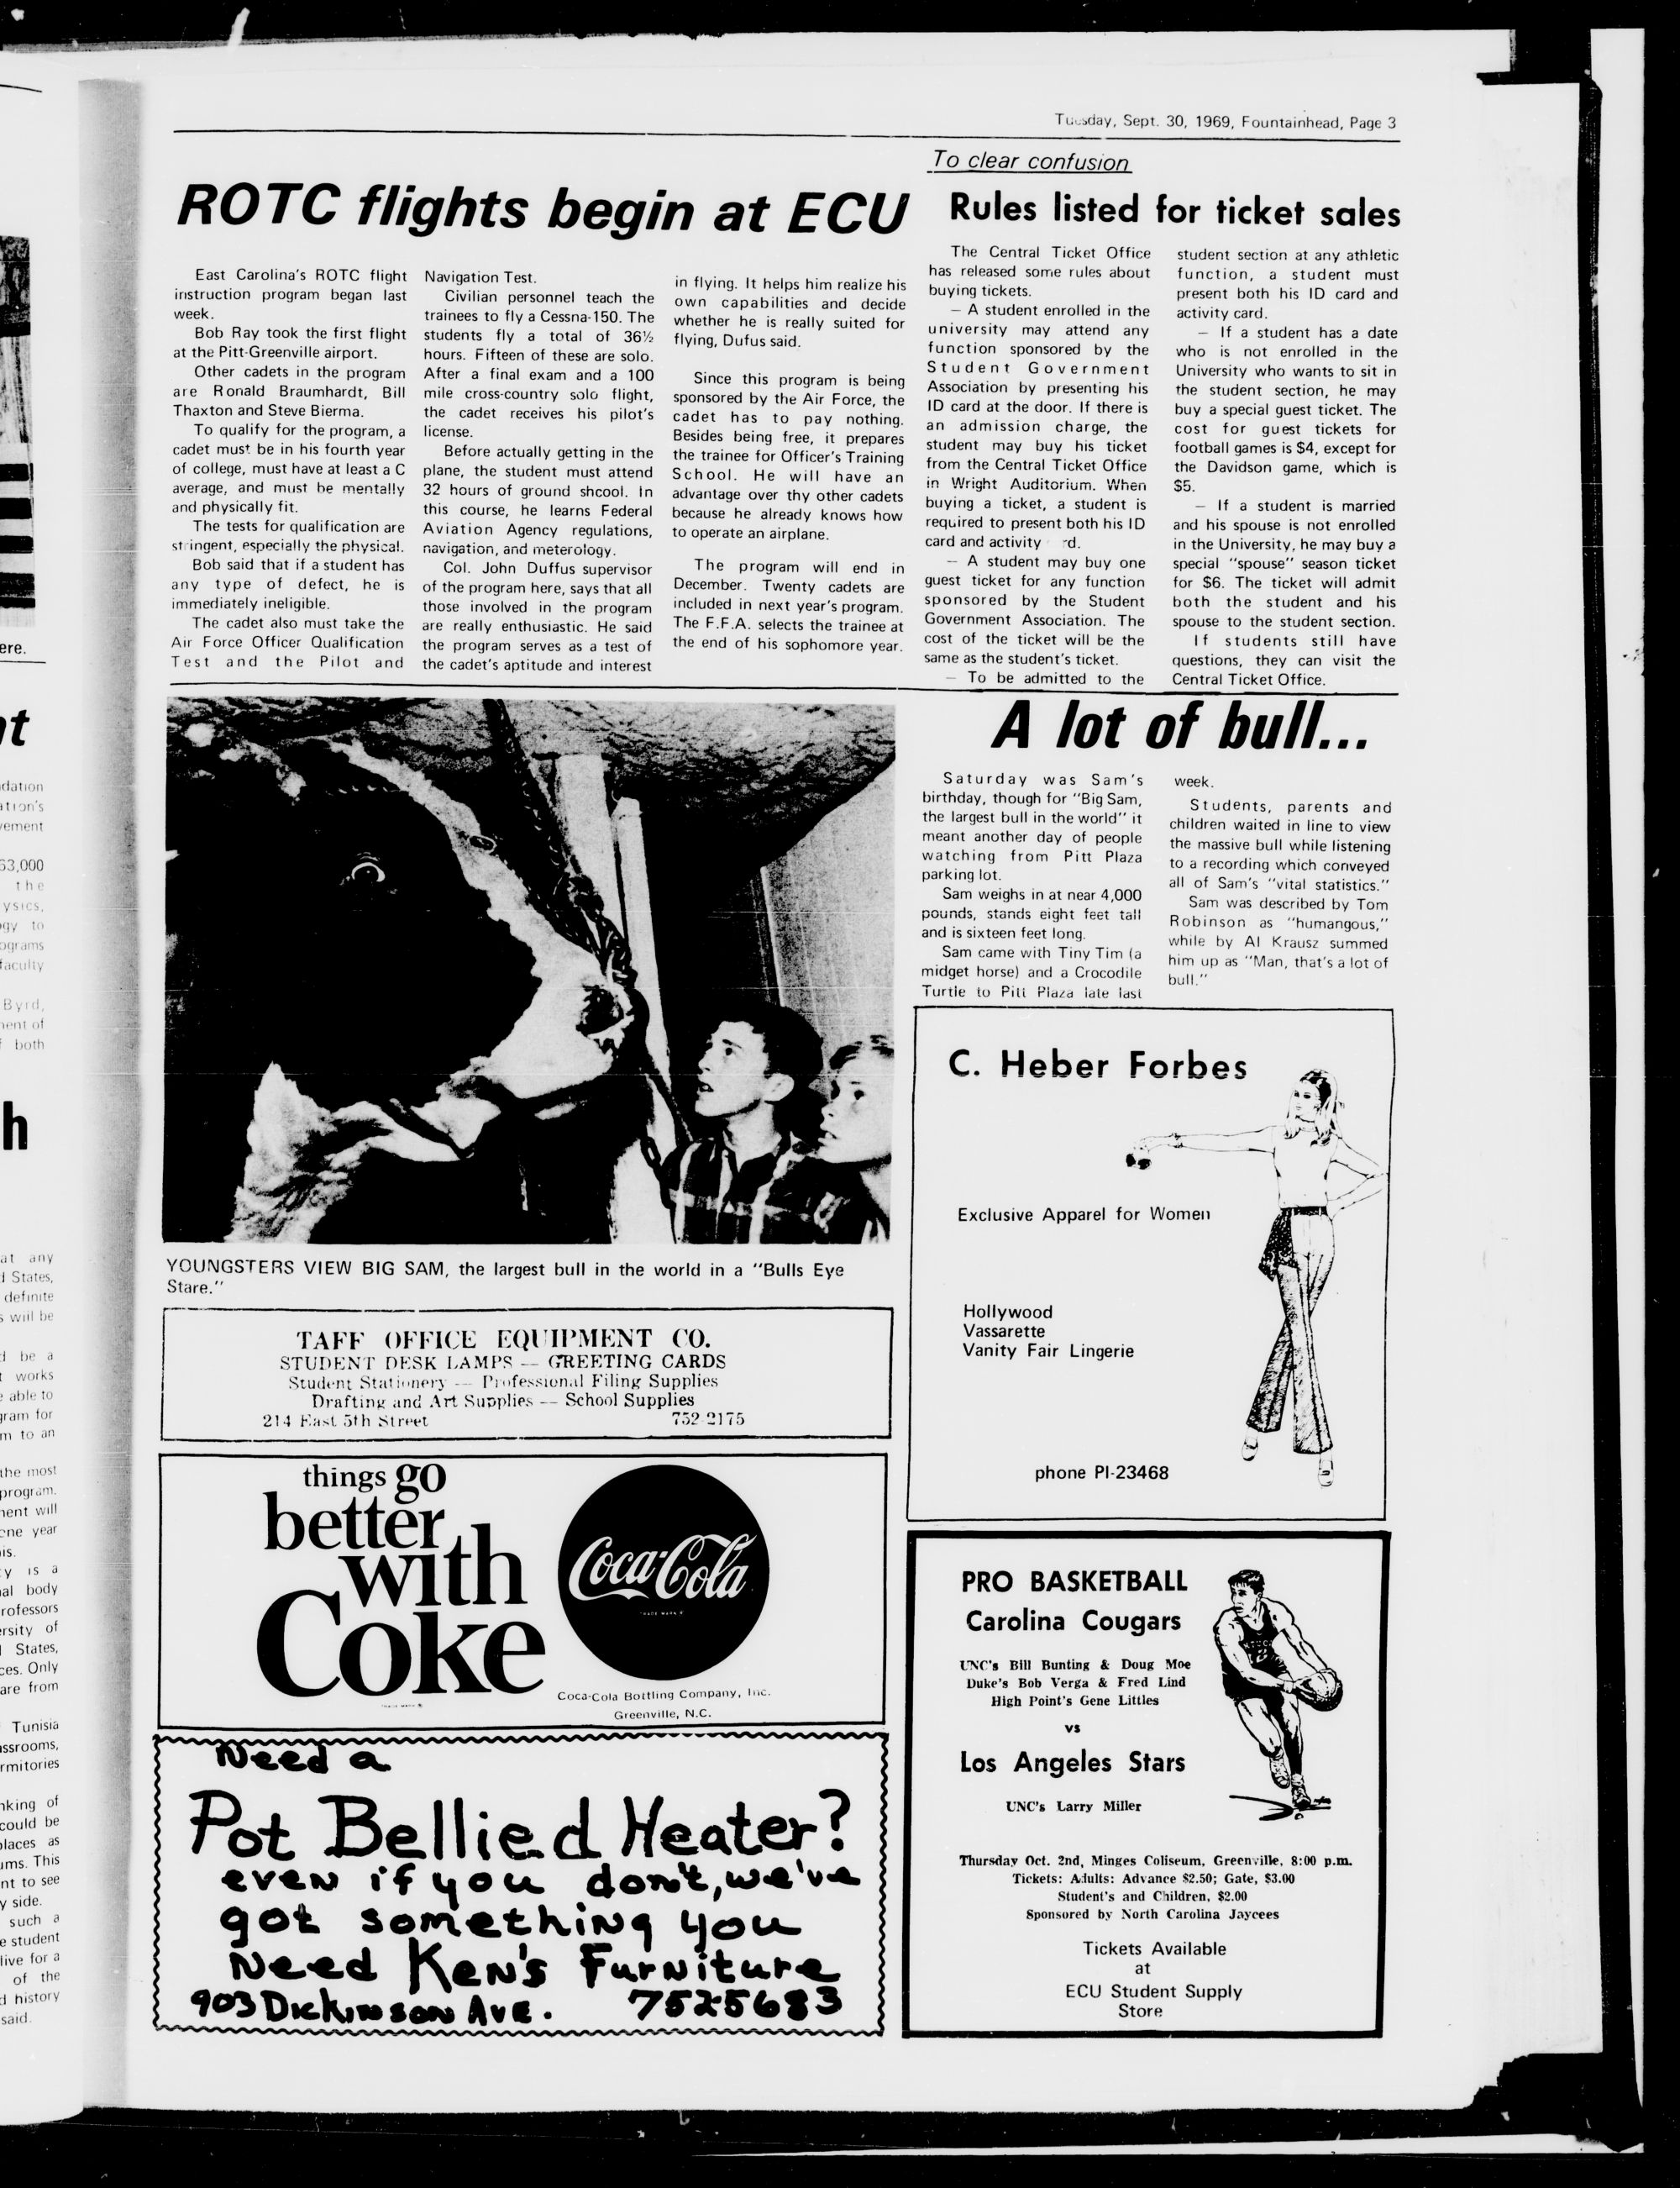 Tuesday, Sept. 30, 1969, Fountainhead, Page 3
ROTC flights begin at ECU
East Carolina's ROTC flight
instruction program began last
week.
Bob Ray took the first flight
at the Pitt-Greenville airport.
Other cadets in the program
are Ronald Braumhardt, Bill
Thaxton and Steve Bierma.
To qualify for the program, a
cadet must be in his fourth year
of college, must have at least a C
average, and must be mentally
and physically fit.
The tests for qualification are
stringent, especially the physical.
Bob said that if a student has
any type of defect, he is
immediately ineligible.
The cadet also must take the
Air Force Officer Qualification
Test and the Pilot and
Navigation Test.
Civilian personnel teach the
trainees to fly a Cessna-150. The
students fly a total of 36½
hours. Fifteen of these are solo.
After a final exam and a 100
mile cross-country solo flight,
the cadet receives his pilot's
license.
Before actually getting in the
plane, the student must attend
32 hours of ground shcool. In
this course, he learns Federal
Aviation Agency regulations,
navigation, and meterology.
Col. John Duffus supervisor
of the program here, says that all
those involved in the program
are really enthusiastic. He said
the program serves as a test of
the cadet's aptitude and interest
in flying. It helps him realize his
own capabilities and decide
whether he is really suited for
flying, Dufus said.
Since this program is being
sponsored by the Air Force, the
cadet has to pay nothing.
Besides being free, it prepares
the trainee for Officer's Training
School. He will have an
advantage over thy other cadets
because he already knows how
to operate an airplane.
The program will end in
December. Twenty cadets are
included in next year's program.
The F.F.A. selects the trainee at
the end of his sophomore year.
To clear confusion
Rules listed for ticket sales
The Central Ticket Office
has released some rules about
buying tickets.
— A student enrolled in the
university may attend any
function sponsored by the
Student Government
Association by presenting his
ID card at the door. If there is
an admission charge, the
student may buy his ticket
from the Central Ticket Office
in Wright Auditorium. When
buying a ticket, a student is
required to present both his ID
card and activity rd.
— A student may buy one
guest ticket for any function
sponsored by the Student
Government Association. The
cost of the ticket will be the
same as the student's ticket.
— To be admitted to the
student section at any athletic
function, a student must
present both his ID card and
activity card.
— If a student has a date
who is not enrolled in the
University who wants to sit in
the student section, he may
buy a special guest ticket. The
cost for guest tickets for
football games is $4, except for
the Davidson game, which is
$5.
— If a student is married
and his spouse is not enrolled
in the University, he may buy a
special "spouse" season ticket
for $6. The ticket will admit
both the student and his
spouse to the student section.
If students still have
questions, they can visit the
Central Ticket Office.
A lot of bull...
Saturday was Sam's
birthday, though for "Big Sam,
the largest bull in the world" it
meant another day of people
watching from Pitt Plaza
parking lot.
Sam weighs in at near 4,000
pounds, stands eight feet tall
and is sixteen feet long.
Sam came with Tiny Tim (a
midget horse) and a Crocodile
Turtle to Pitt Plaza late last
week.
Students, parents and
children waited in line to view
the massive bull while listening
to a recording which conveyed
all of Sam's "vital statistics."
Sam was described by Tom
Robinson as "humangous,"
while by Al Krausz summed
him up as "Man, that's a lot of
bull."
YOUNGSTERS VIEW BIG SAM, the largest bull in the world in a "Bulls Eye
Stare."
TAFF OFFICE EQUIPMENT CO.
STUDENT DESK LAMPS — GREETING CARDS
Student Stationery — Professional Filing Supplies
Drafting and Art Supplies — School Supplies
214 East 5th Street 752-2175
things go
better
with
Coke
Coca-Cola
TRADE MARK ®
Coca-Cola Bottling Company, Inc.
Greenville, N.C.
Need a
Pot Bellied Heater?
even if you don't, we've
got something you
Need Ken's Furniture
903 Dickinson Ave. 7525683
C. Heber Forbes
Exclusive Apparel for Women
Hollywood
Vassarette
Vanity Fair Lingerie
phone PI-23468
PRO BASKETBALL
Carolina Cougars
UNC's Bill Bunting & Doug Moe
Duke's Bob Verga & Fred Lind
High Point's Gene Littles
vs
Los Angeles Stars
UNC's Larry Miller
Thursday Oct. 2nd, Minges Coliseum, Greenville, 8:00 p.m.
Tickets: Adults: Advance $2.50; Gate, $3.00
Student's and Children, $2.00
Sponsored by North Carolina Jaycees
Tickets Available
at
ECU Student Supply
Store